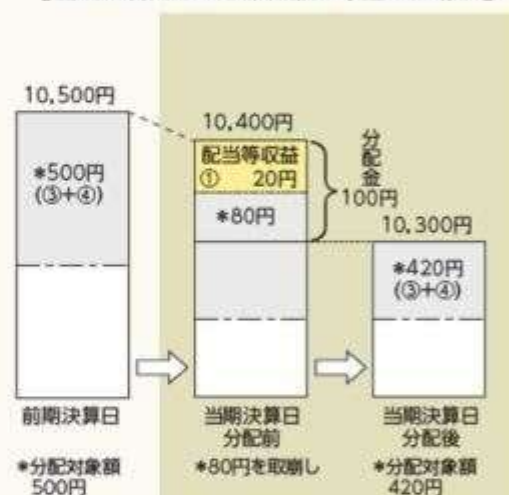 10,500円
*500円
(③+④)
前期決算日
*分配対象額
500円
10,400円
配当等収益
① 20円
*80円
分配金
100円
当期決算日
分配前
*80円を取崩し
10,300円
*420円
(③+④)
当期決算日
分配後
*分配対象額
420円